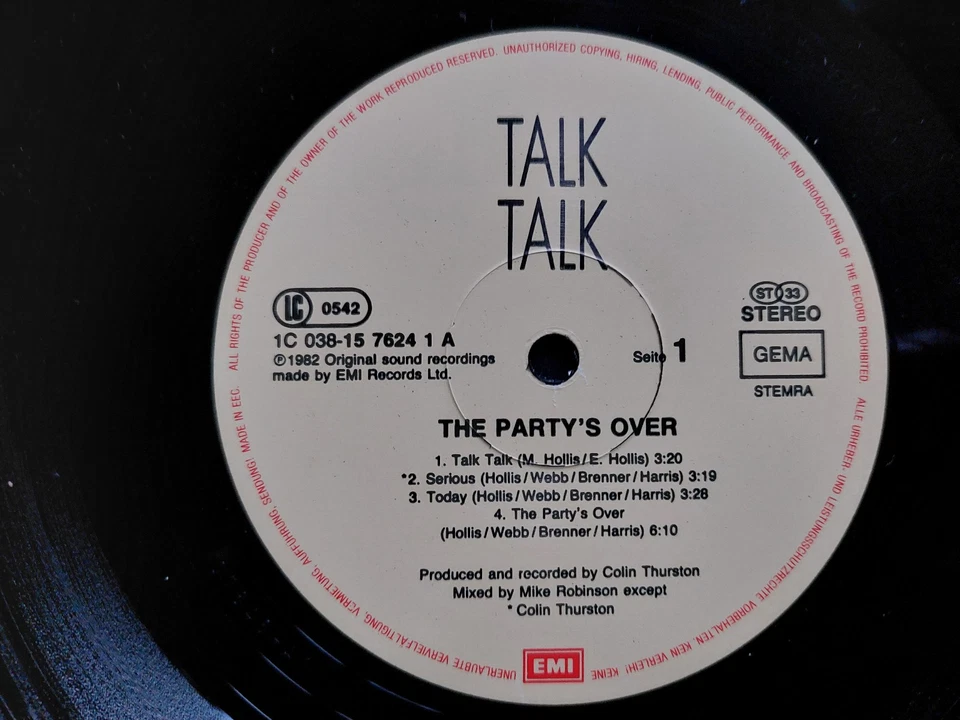 TALK
TALK
LC 0542
1C 038-15 7624 1 A
℗1982 Original sound recordings
made by EMI Records Ltd.
ST 33
STEREO
GEMA
STEMRA
Seite 1
THE PARTY'S OVER
1. Talk Talk (M. Hollis/E. Hollis) 3:20
*2. Serious (Hollis/Webb/Brenner/Harris) 3:19
3. Today (Hollis/Webb/Brenner/Harris) 3:28
4. The Party's Over
(Hollis/Webb/Brenner/Harris) 6:10
Produced and recorded by Colin Thurston
Mixed by Mike Robinson except
* Colin Thurston
EMI
ALL RIGHTS OF THE PRODUCER AND OF THE OWNER OF THE WORK REPRODUCED RESERVED. UNAUTHORIZED COPYING, HIRING, LENDING, PUBLIC PERFORMANCE AND BROADCASTING OF THE RECORD PROHIBITED. ALLE URHEBER- UND LEISTUNGSSCHUTZRECHTE VORBEHALTEN. KEIN VERLEIH! KEINE UNERLAUBTE VERVIELFÄLTIGUNG, VERMIETUNG, AUFFÜHRUNG, SENDUNG! MADE IN EEC.